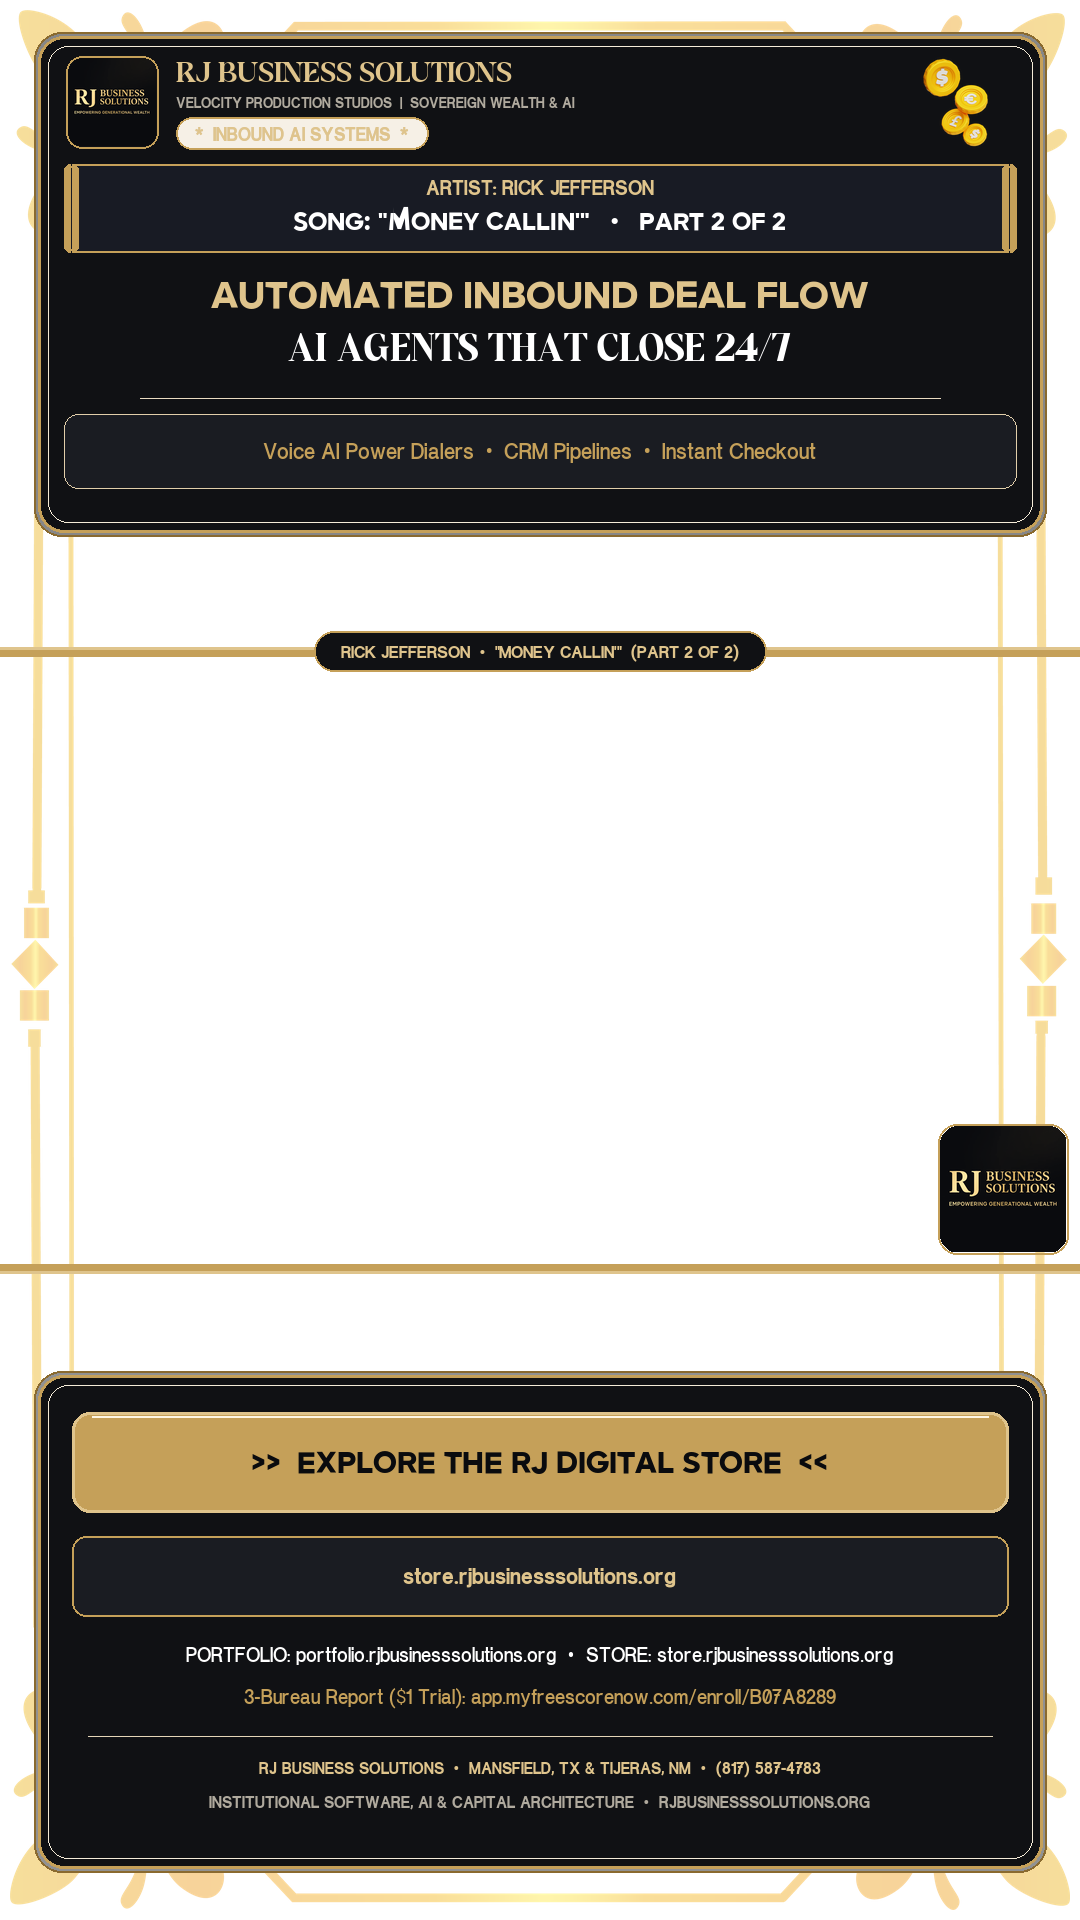 RJ BUSINESS SOLUTIONS
EMPOWERING GENERATIONAL WEALTH
RJ BUSINESS SOLUTIONS
VELOCITY PRODUCTION STUDIOS | SOVEREIGN WEALTH & AI
* INBOUND AI SYSTEMS *
ARTIST: RICK JEFFERSON
SONG: "MONEY CALLIN'" • PART 2 OF 2
AUTOMATED INBOUND DEAL FLOW
AI AGENTS THAT CLOSE 24/7
Voice AI Power Dialers • CRM Pipelines • Instant Checkout
RICK JEFFERSON • "MONEY CALLIN'" (PART 2 OF 2)
RJ BUSINESS SOLUTIONS
EMPOWERING GENERATIONAL WEALTH
>> EXPLORE THE RJ DIGITAL STORE <<
store.rjbusinesssolutions.org
PORTFOLIO: portfolio.rjbusinesssolutions.org • STORE: store.rjbusinesssolutions.org
3-Bureau Report ($1 Trial): app.myfreescorenow.com/enroll/B07A8289
RJ BUSINESS SOLUTIONS • MANSFIELD, TX & TIJERAS, NM • (817) 587-4783
INSTITUTIONAL SOFTWARE, AI & CAPITAL ARCHITECTURE • RJBUSINESSSOLUTIONS.ORG